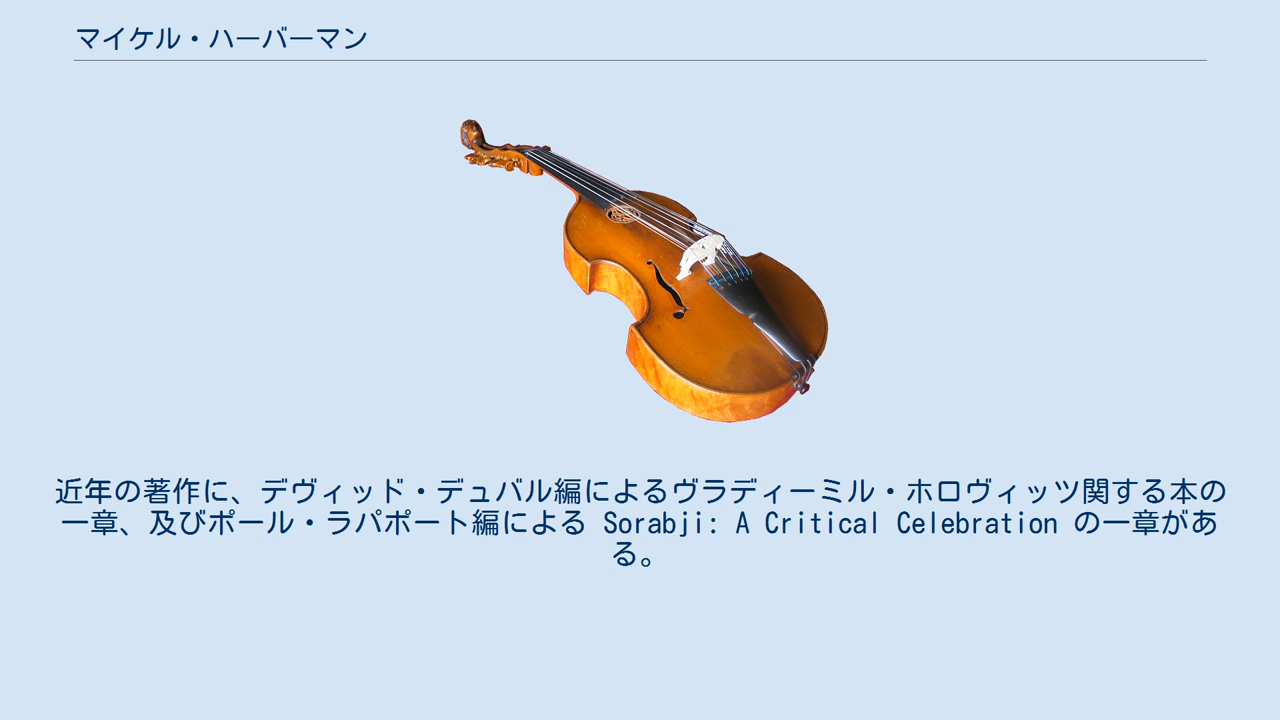 マイケル・ハーバーマン
近年の著作に、デヴィッド・デュバル編によるヴラディーミル・ホロヴィッツ関する本の
一章、及びポール・ラパポート編による Sorabji: A Critical Celebration の一章があ
る。